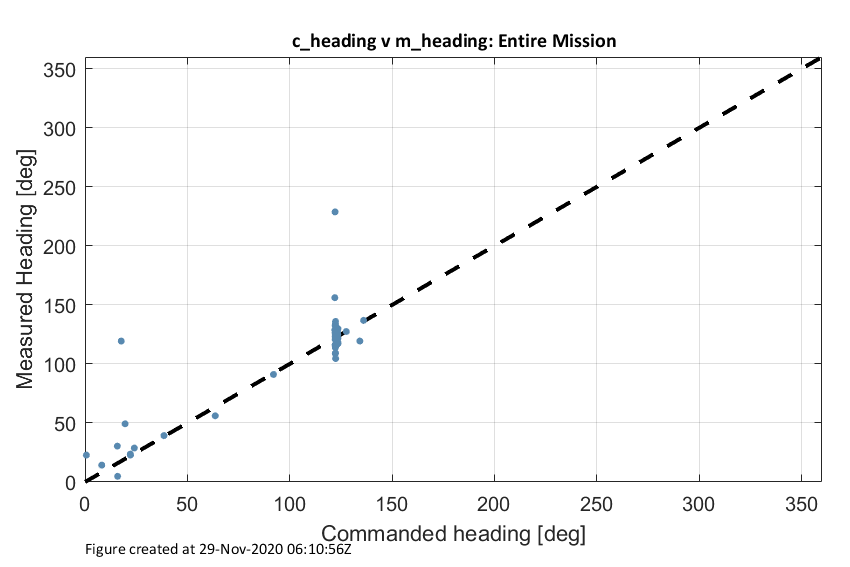 c_heading v m_heading: Entire Mission
350
300
250
200
150
100
50
0
Measured Heading [deg]
0 50 100 150 200 250 300 350
Commanded heading [deg]
Figure created at 29-Nov-2020 06:10:56Z